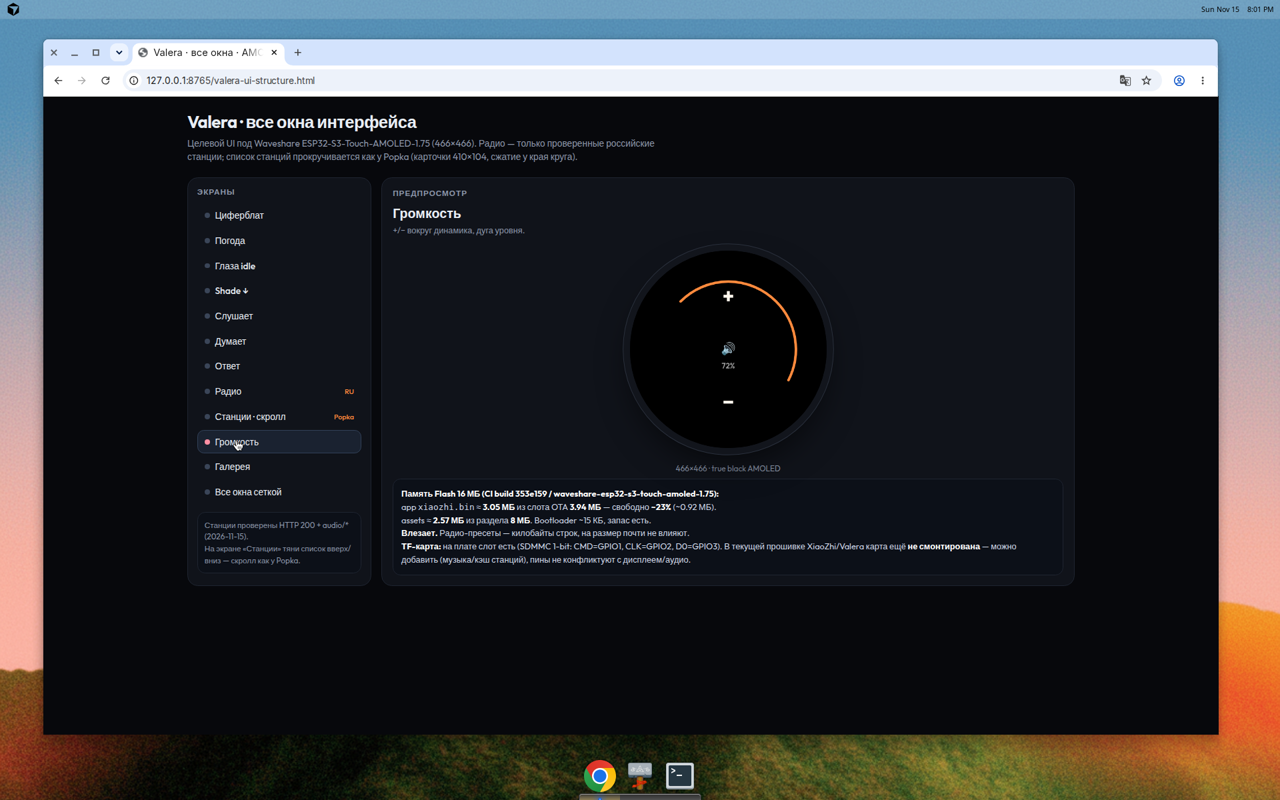 Sun Nov 15 8:01 PM
Valera · все окна · AMO
127.0.0.1:8765/valera-ui-structure.html
Valera · все окна интерфейса
Целевой UI под Waveshare ESP32-S3-Touch-AMOLED-1.75 (466×466). Радио — только проверенные российские
станции; список станций прокручивается как у Popka (карточки 410×104, сжатие у края круга).
ЭКРАНЫ
Циферблат
Погода
Глаза idle
Shade ↓
Слушает
Думает
Ответ
Радио RU
Станции · скролл Popka
Громкость
Галерея
Все окна сеткой
Станции проверены HTTP 200 + audio/*
(2026-11-15).
На экране «Станции» тяни список вверх/
вниз — скролл как у Popka.
ПРЕДПРОСМОТР
Громкость
+/− вокруг динамика, дуга уровня.
+
72%
−
466×466 · true black AMOLED
Память Flash 16 МБ (CI build 353e159 / waveshare-esp32-s3-touch-amoled-1.75):
app xiaozhi.bin ≈ 3.05 МБ из слота OTA 3.94 МБ — свободно ~23% (~0.92 МБ).
assets ≈ 2.57 МБ из раздела 8 МБ. Bootloader ~15 КБ, запас есть.
Влезает. Радио-пресеты — килобайты строк, на размер почти не влияют.
TF-карта: на плате слот есть (SDMMC 1-bit: CMD=GPIO1, CLK=GPIO2, D0=GPIO3). В текущей прошивке XiaoZhi/Valera карта ещё не смонтирована — можно
добавить (музыка/кэш станций), пины не конфликтуют с дисплеем/аудио.